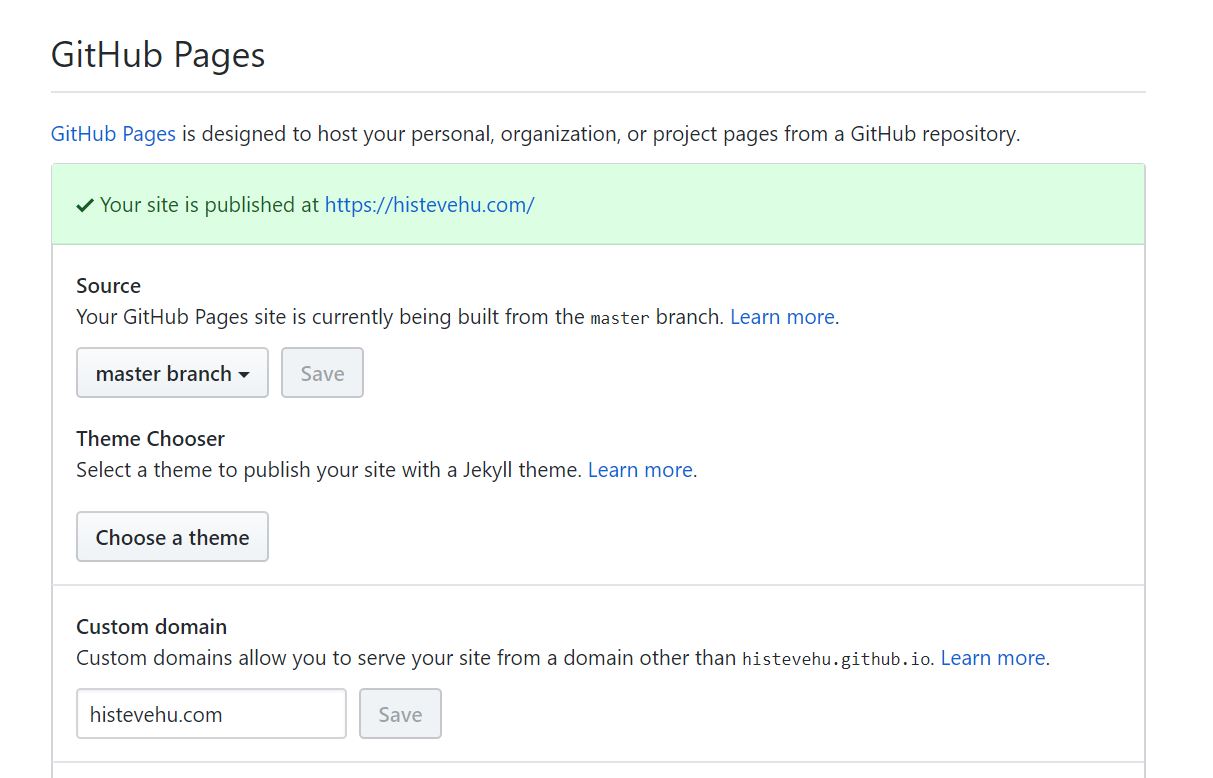 GitHub Pages
GitHub Pages is designed to host your personal, organization, or project pages from a GitHub repository.
Your site is published at https://histevehu.com/
Source
Your GitHub Pages site is currently being built from the master branch. Learn more.
master branch Save
Theme Chooser
Select a theme to publish your site with a Jekyll theme. Learn more.
Choose a theme
Custom domain
Custom domains allow you to serve your site from a domain other than histevehu.github.io. Learn more.
histevehu.com Save